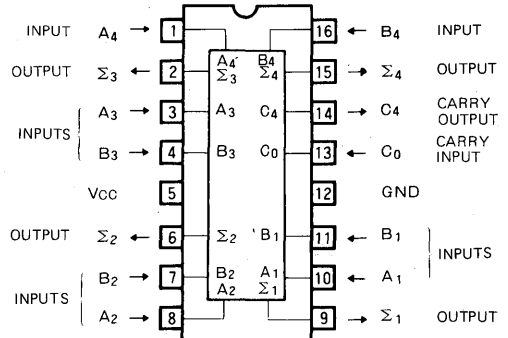 INPUT A4 1 A4 B4 16 B4 INPUT
OUTPUT Σ3 2 Σ3 Σ4 15 Σ4 OUTPUT
INPUTS A3 3 A3 C4 14 C4 CARRY OUTPUT
B3 4 B3 C0 13 C0 CARRY INPUT
VCC 5 12 GND
OUTPUT Σ2 6 Σ2 B1 11 B1 INPUTS
INPUTS B2 7 B2 A1 10 A1
A2 8 A2 Σ1 9 Σ1 OUTPUT